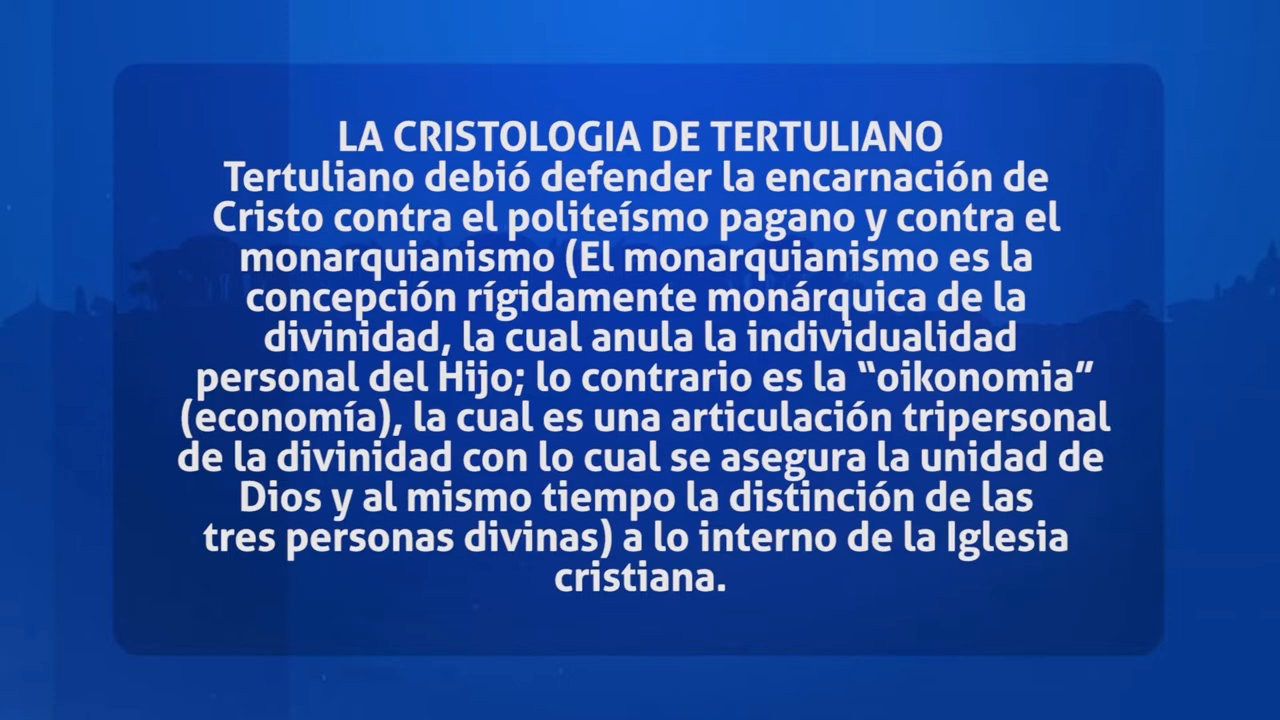 LA CRISTOLOGIA DE TERTULIANO
Tertuliano debió defender la encarnación de
Cristo contra el politeísmo pagano y contra el
monarquianismo (El monarquianismo es la
concepción rígidamente monárquica de la
divinidad, la cual anula la individualidad
personal del Hijo; lo contrario es la “oikonomia”
(economía), la cual es una articulación tripersonal
de la divinidad con lo cual se asegura la unidad de
Dios y al mismo tiempo la distinción de las
tres personas divinas) a lo interno de la Iglesia
cristiana.